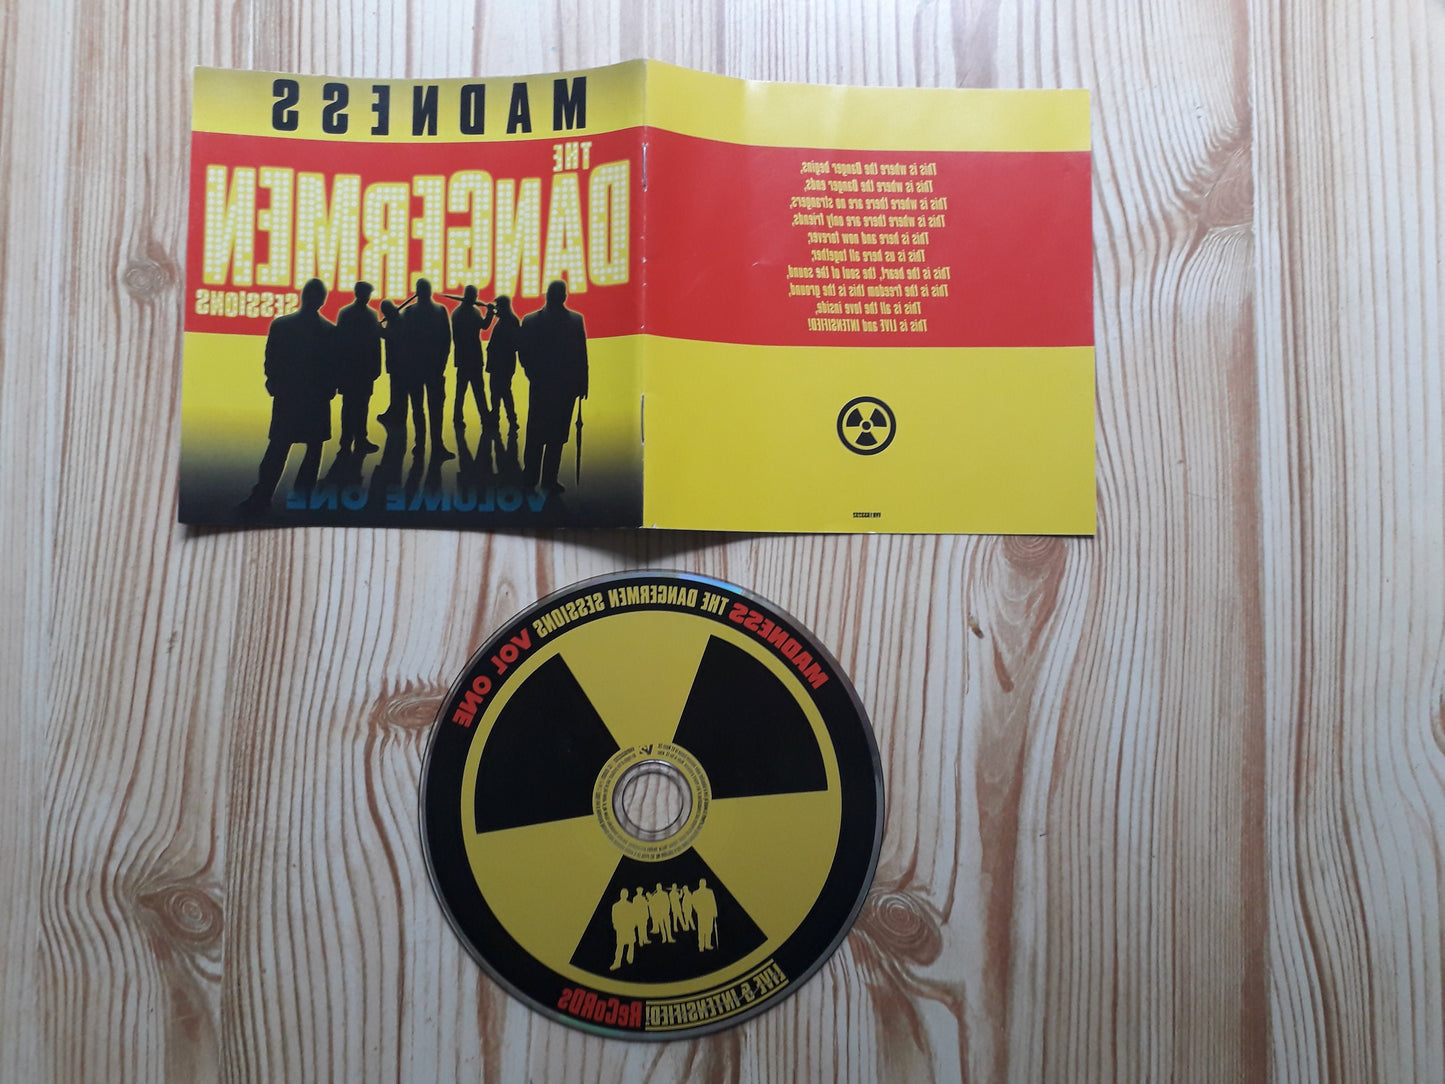 MADNESS
THE
DANGERMEN
SESSIONS
VOLUME ONE
This is where the Danger begins,
This is where the Danger ends,
This is where there are no strangers,
This is where there are only friends,
This is here and now forever,
This is us here all together,
This is the heart, the soul of the sound,
This is the freedom this is the ground,
This is all the love inside,
This is LIVE and INTENSIFIED!
MADNESS THE DANGERMEN SESSIONS VOL ONE
LIVE & INTENSIFIED! ReCoRDs